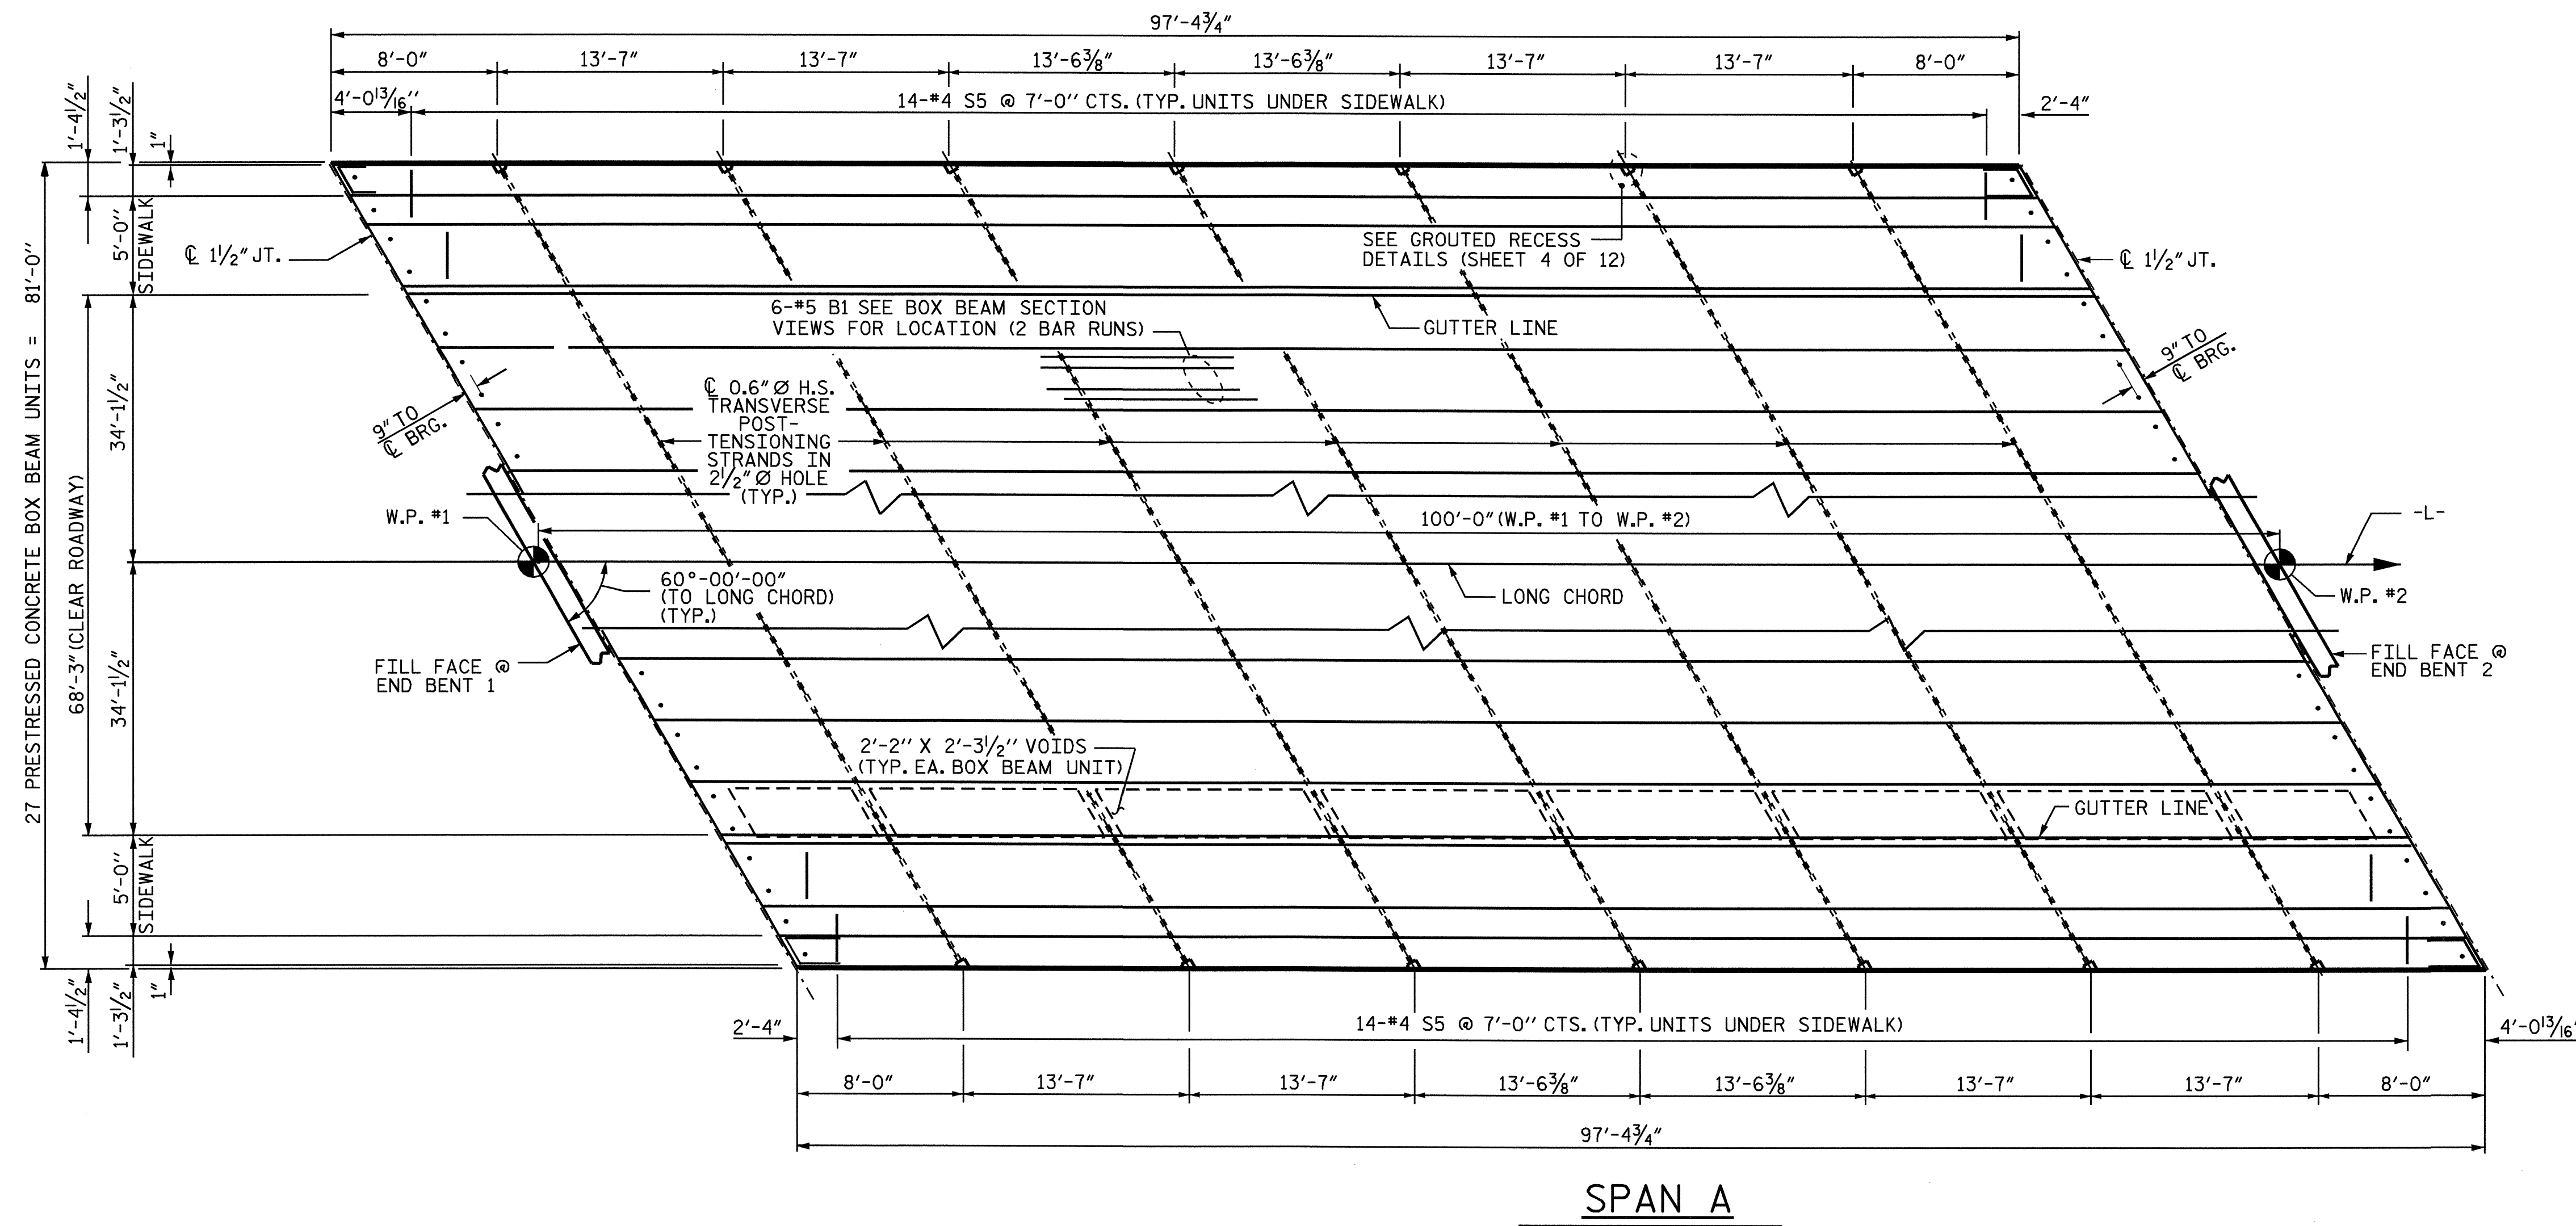 97'-4¾"
8'-0"
13'-7"
13'-7"
13'-6⅜"
13'-6⅜"
13'-7"
13'-7"
8'-0"
4'-0 13/16"
14-#4 S5 @ 7'-0" CTS. (TYP. UNITS UNDER SIDEWALK)
2'-4"
1'-4½"
1'-3½"
1"
5'-0"
SIDEWALK
℄ 1½" JT.
SEE GROUTED RECESS
DETAILS (SHEET 4 OF 12)
℄ 1½" JT.
6-#5 B1 SEE BOX BEAM SECTION
VIEWS FOR LOCATION (2 BAR RUNS)
GUTTER LINE
27 PRESTRESSED CONCRETE BOX BEAM UNITS = 81'-0"
68'-3" (CLEAR ROADWAY)
34'-1½"
9" TO
℄ BRG.
℄ 0.6" Ø H.S.
TRANSVERSE
POST-
TENSIONING
STRANDS IN
2½" Ø HOLE
(TYP.)
9" TO
℄ BRG.
W.P. #1
100'-0" (W.P. #1 TO W.P. #2)
-L-
60°-00'-00"
(TO LONG CHORD)
(TYP.)
LONG CHORD
W.P. #2
FILL FACE @
END BENT 1
FILL FACE @
END BENT 2
34'-1½"
2'-2" X 2'-3½" VOIDS
(TYP. EA. BOX BEAM UNIT)
GUTTER LINE
5'-0"
SIDEWALK
1'-4½"
1'-3½"
1"
2'-4"
14-#4 S5 @ 7'-0" CTS. (TYP. UNITS UNDER SIDEWALK)
4'-0 13/16"
8'-0"
13'-7"
13'-7"
13'-6⅜"
13'-6⅜"
13'-7"
13'-7"
8'-0"
97'-4¾"
SPAN A